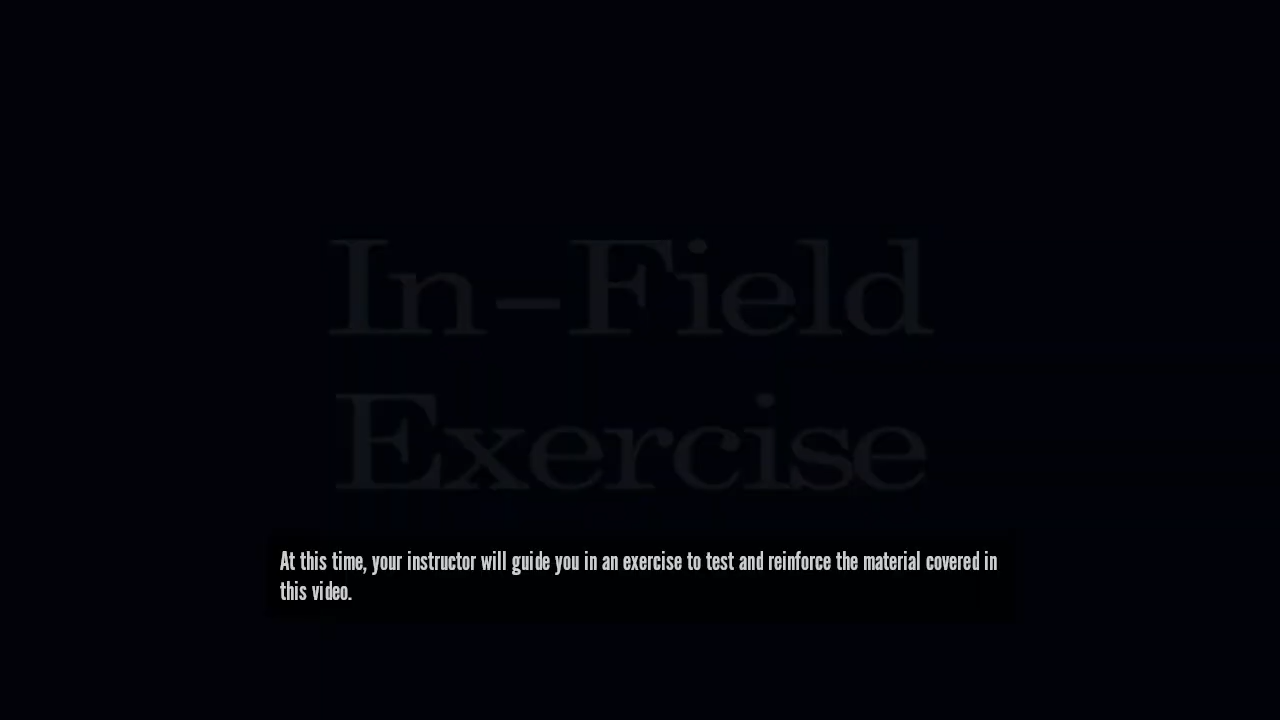 In-Field
Exercise
At this time, your instructor will guide you in an exercise to test and reinforce the material covered in
this video.